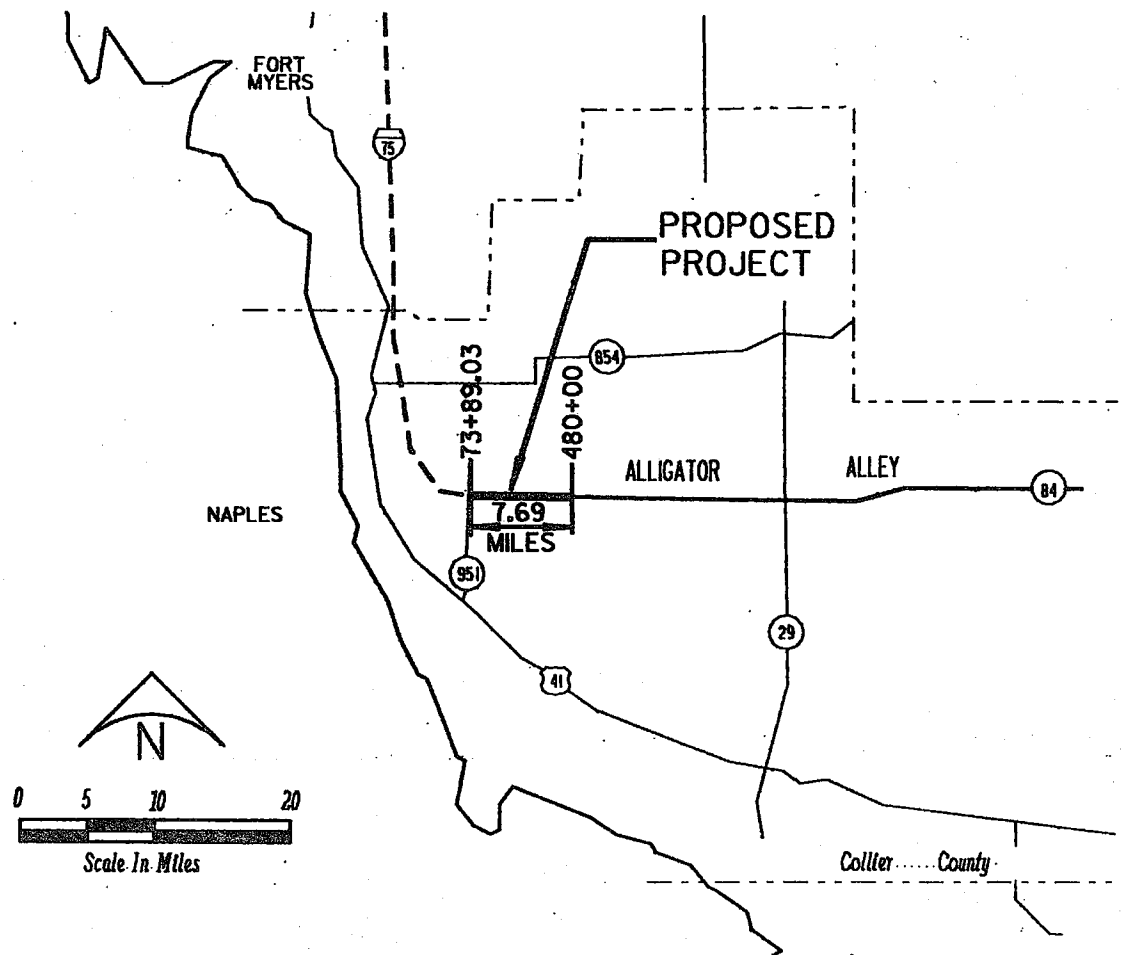 FORT
MYERS
75
PROPOSED
PROJECT
73+89.03
480+00
854
ALLIGATOR
ALLEY
84
7.69
MILES
NAPLES
951
29
41
N
0 5 10 20
Scale In Miles
Collier County